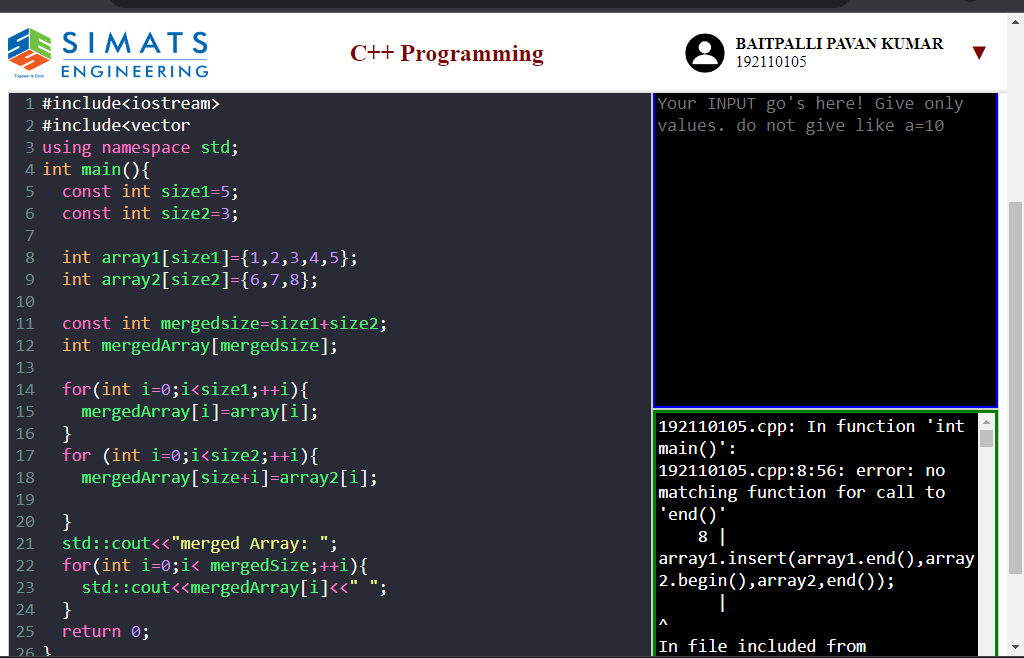 SIMATS
ENGINEERING
Engineer to Excel
C++ Programming
BAITPALLI PAVAN KUMAR
192110105
1 #include<iostream>
2 #include<vector
3 using namespace std;
4 int main(){
5 const int size1=5;
6 const int size2=3;
7
8 int array1[size1]={1,2,3,4,5};
9 int array2[size2]={6,7,8};
10
11 const int mergedsize=size1+size2;
12 int mergedArray[mergedsize];
13
14 for(int i=0;i<size1;++i){
15 mergedArray[i]=array[i];
16 }
17 for (int i=0;i<size2;++i){
18 mergedArray[size+i]=array2[i];
19
20 }
21 std::cout<<"merged Array: ";
22 for(int i=0;i< mergedSize;++i){
23 std::cout<<mergedArray[i]<<" ";
24 }
25 return 0;
26 }
Your INPUT go's here! Give only
values. do not give like a=10
192110105.cpp: In function 'int
main()':
192110105.cpp:8:56: error: no
matching function for call to
'end()'
8 |
array1.insert(array1.end(),array
2.begin(),array2,end());
|
^
In file included from